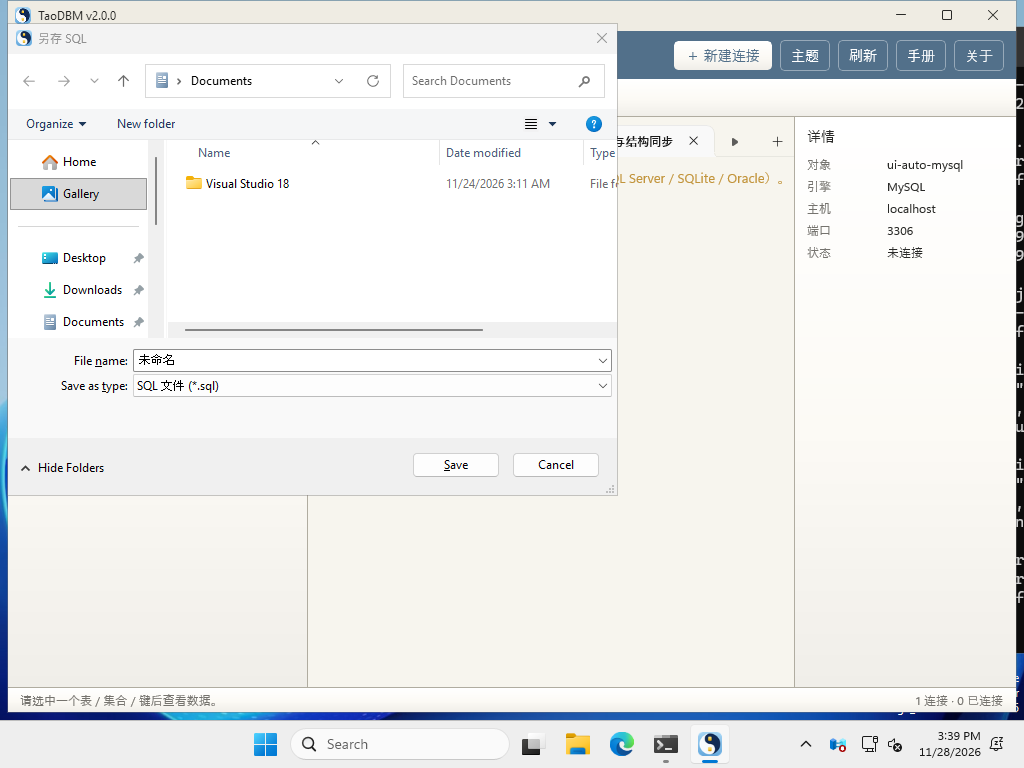 TaoDBM v2.0.0
另存 SQL
Documents
Search Documents
新建连接
主题
刷新
手册
关于
Organize
New folder
Name
Date modified
Type
与结构同步
Home
Visual Studio 18
11/24/2026 3:11 AM
File f
QL Server / SQLite / Oracle）。
Gallery
Desktop
Downloads
Documents
详情
对象
ui-auto-mysql
引擎
MySQL
主机
localhost
端口
3306
状态
未连接
File name:
未命名
Save as type:
SQL 文件 (*.sql)
Hide Folders
Save
Cancel
请选中一个表 / 集合 / 键后查看数据。
1 连接 · 0 已连接
Search
3:39 PM
11/28/2026